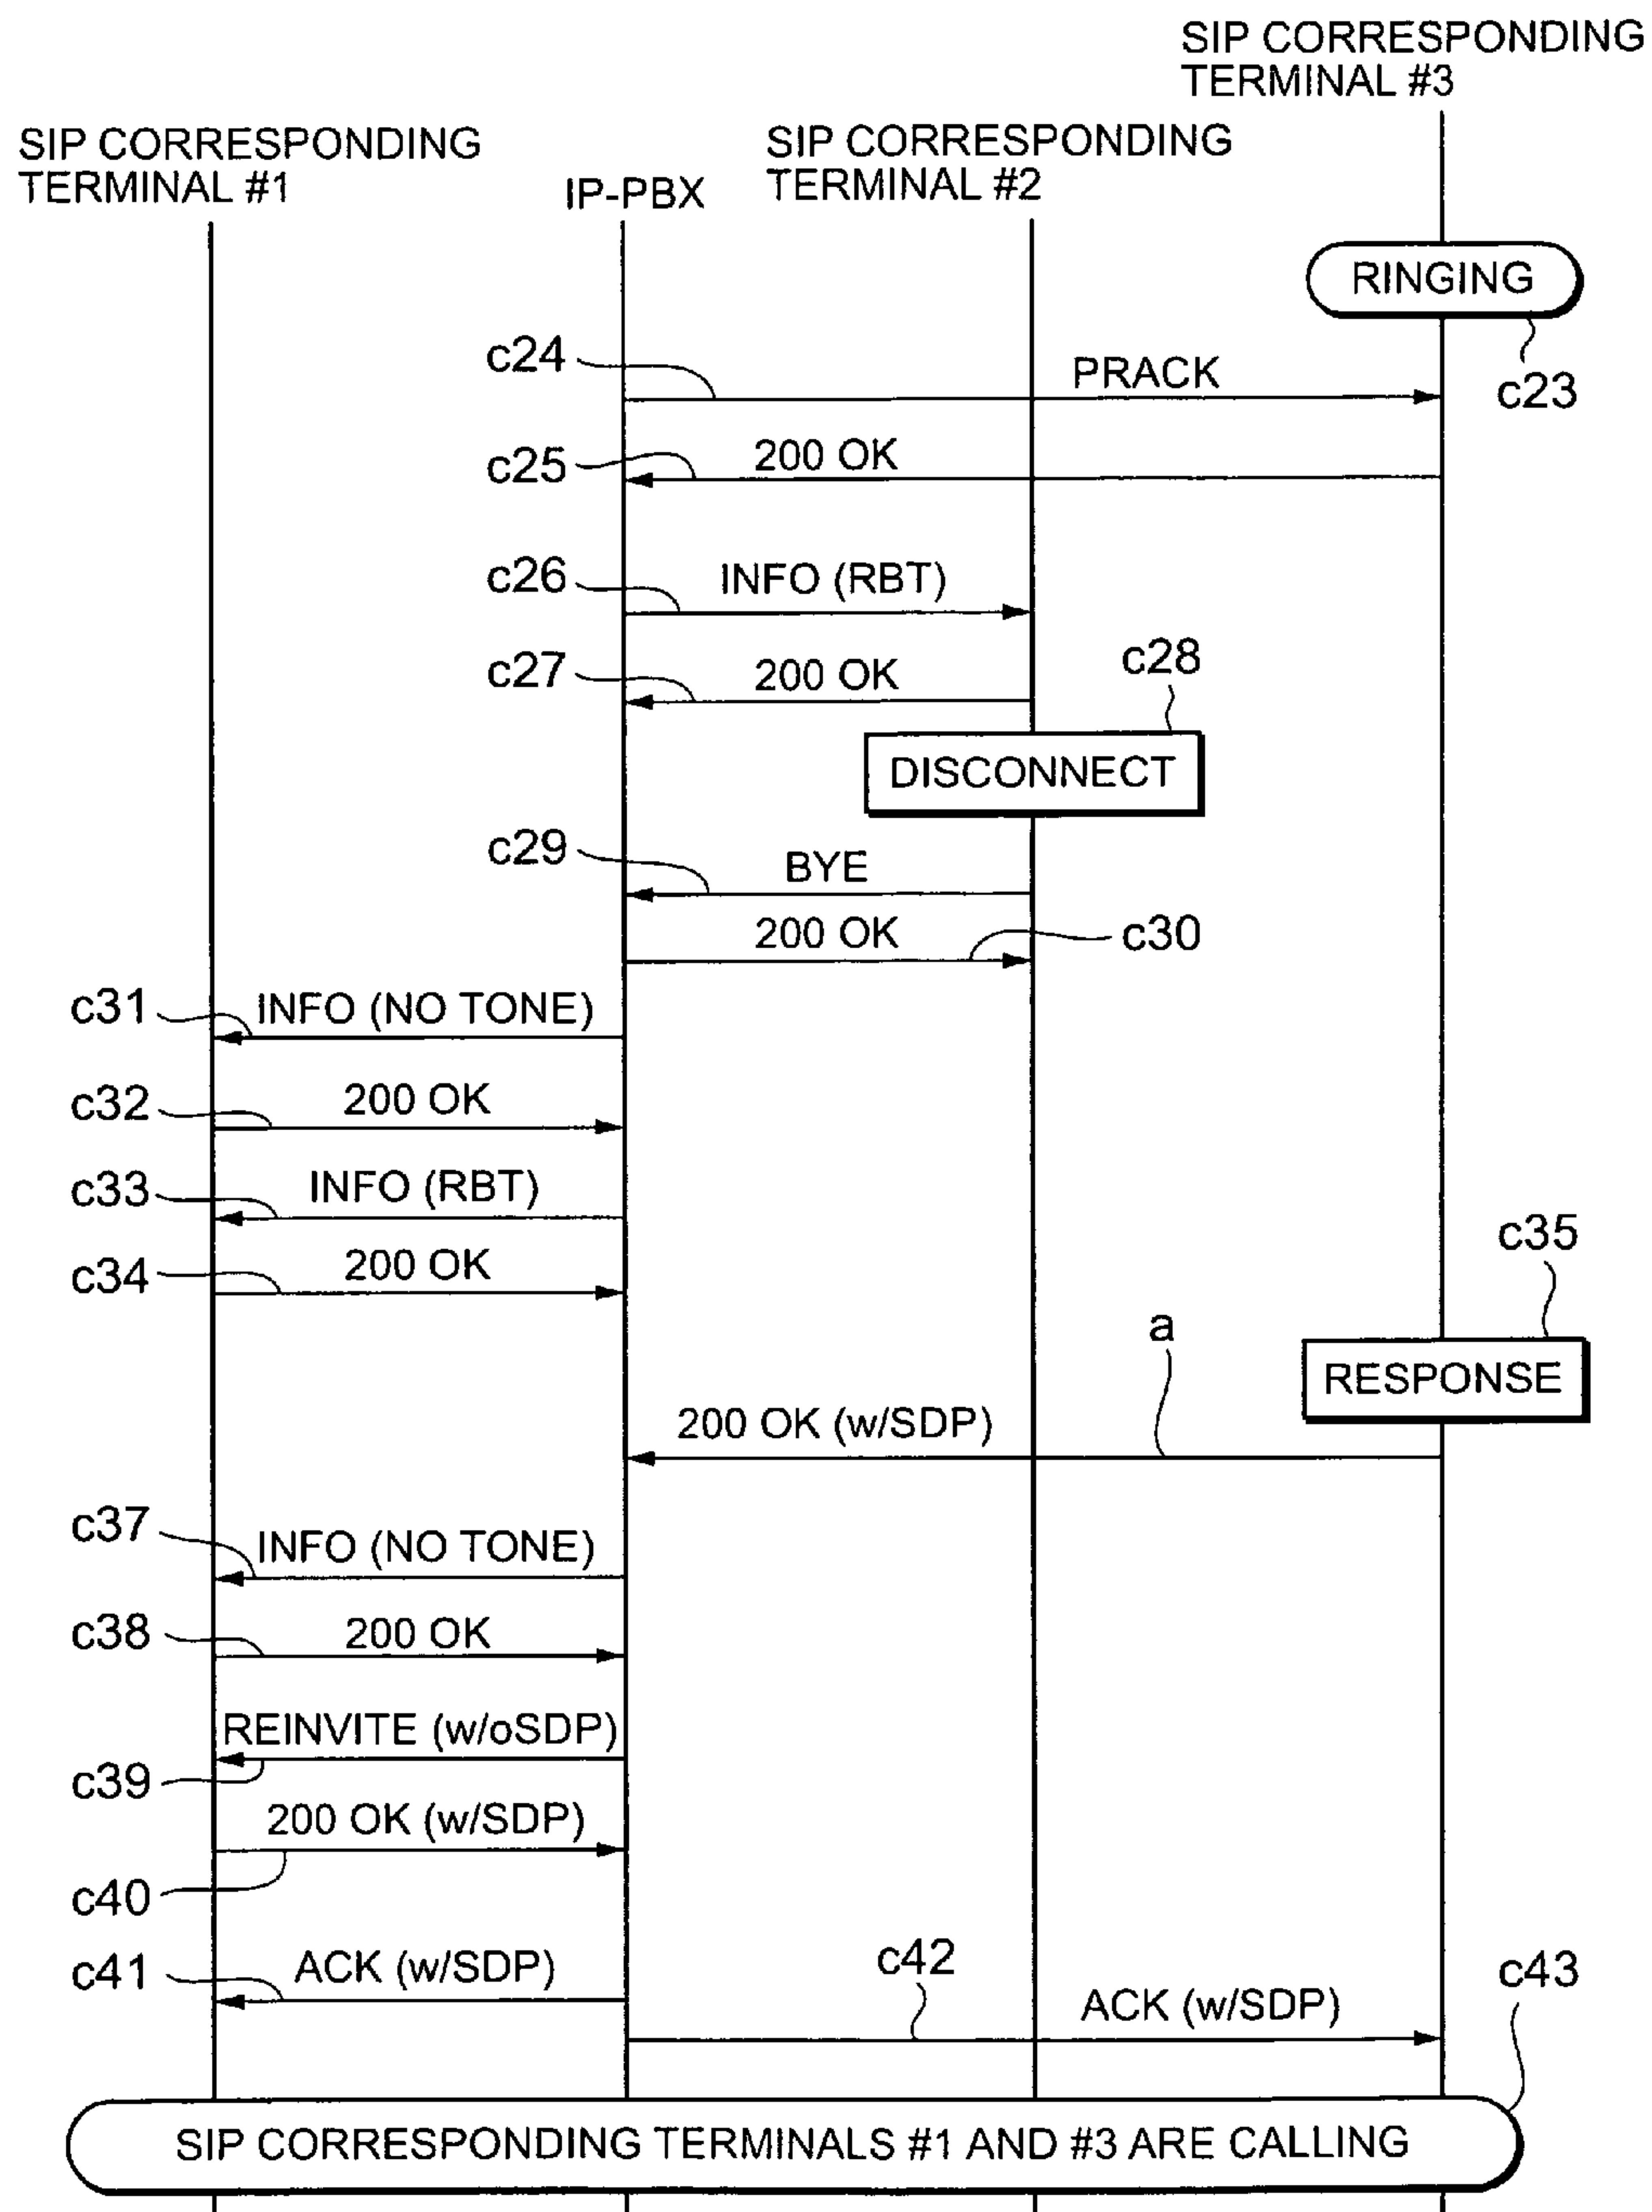 SIP CORRESPONDING
TERMINAL #3
SIP CORRESPONDING
TERMINAL #1
IP-PBX
SIP CORRESPONDING
TERMINAL #2
RINGING
c23
c24
PRACK
c25
200 OK
c26
INFO (RBT)
c27
200 OK
c28
DISCONNECT
c29
BYE
200 OK
c30
c31
INFO (NO TONE)
c32
200 OK
c33
INFO (RBT)
c34
200 OK
c35
RESPONSE
a
200 OK (w/SDP)
c37
INFO (NO TONE)
c38
200 OK
REINVITE (w/oSDP)
c39
200 OK (w/SDP)
c40
c41
ACK (w/SDP)
c42
ACK (w/SDP)
c43
SIP CORRESPONDING TERMINALS #1 AND #3 ARE CALLING